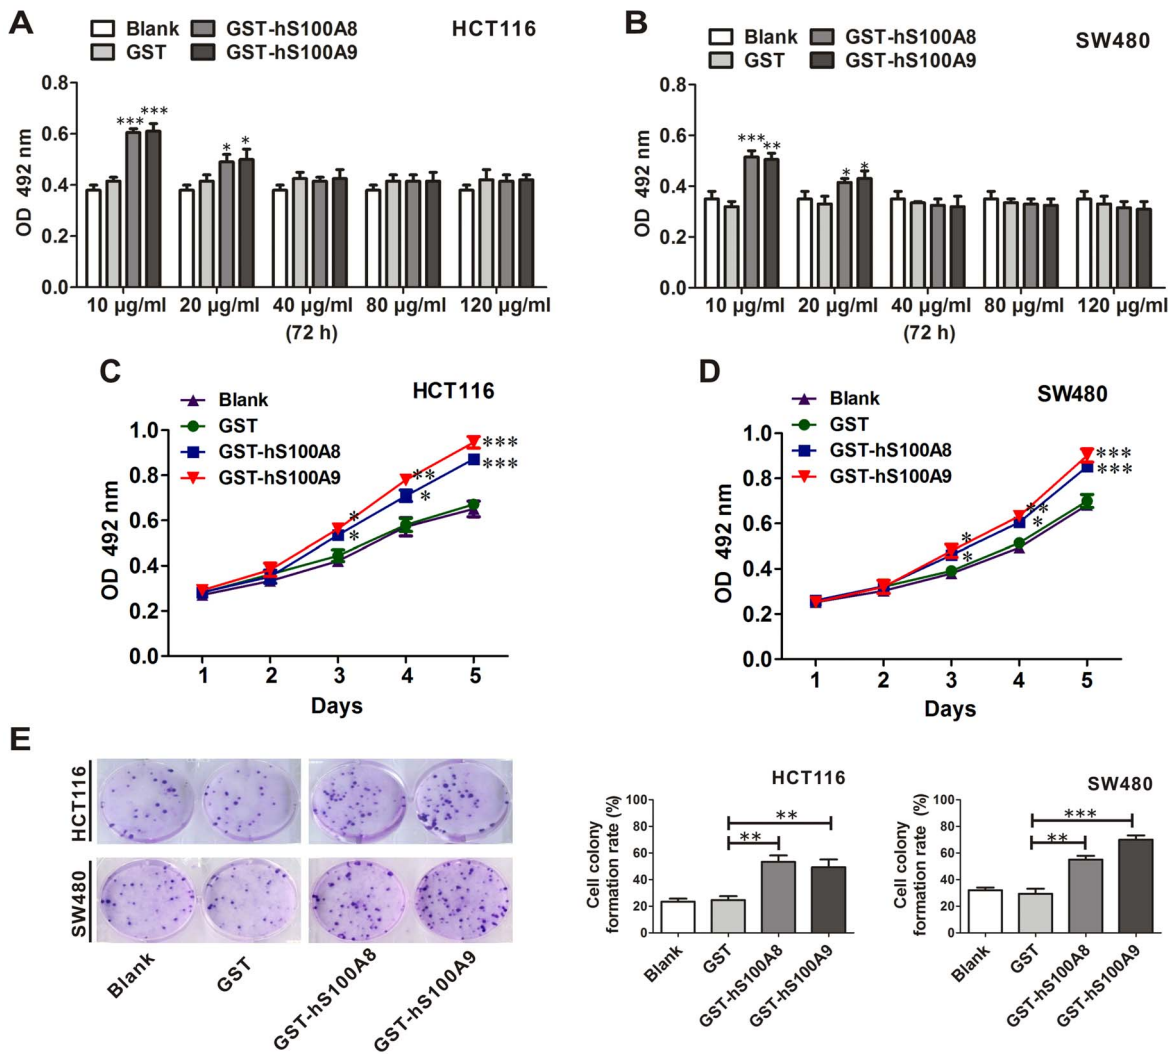 A
Blank
GST-hS100A8
GST
GST-hS100A9
HCT116
OD 492 nm
0.8
0.6
0.4
0.2
0.0
***
***
*
*
10 μg/ml
20 μg/ml
40 μg/ml
80 μg/ml
120 μg/ml
(72 h)
B
Blank
GST-hS100A8
GST
GST-hS100A9
SW480
OD 492 nm
0.8
0.6
0.4
0.2
0.0
***
**
*
*
10 μg/ml
20 μg/ml
40 μg/ml
80 μg/ml
120 μg/ml
(72 h)
C
HCT116
Blank
GST
GST-hS100A8
GST-hS100A9
OD 492 nm
1.0
0.8
0.6
0.4
0.2
0.0
*
*
**
*
***
***
1 2 3 4 5
Days
D
SW480
Blank
GST
GST-hS100A8
GST-hS100A9
OD 492 nm
1.0
0.8
0.6
0.4
0.2
0.0
*
*
**
*
***
***
1 2 3 4 5
Days
E
HCT116
SW480
Blank
GST
GST-hS100A8
GST-hS100A9
HCT116
Cell colony
formation rate (%)
100
80
60
40
20
0
**
**
Blank
GST
GST-hS100A8
GST-hS100A9
SW480
Cell colony
formation rate (%)
100
80
60
40
20
0
***
**
Blank
GST
GST-hS100A8
GST-hS100A9